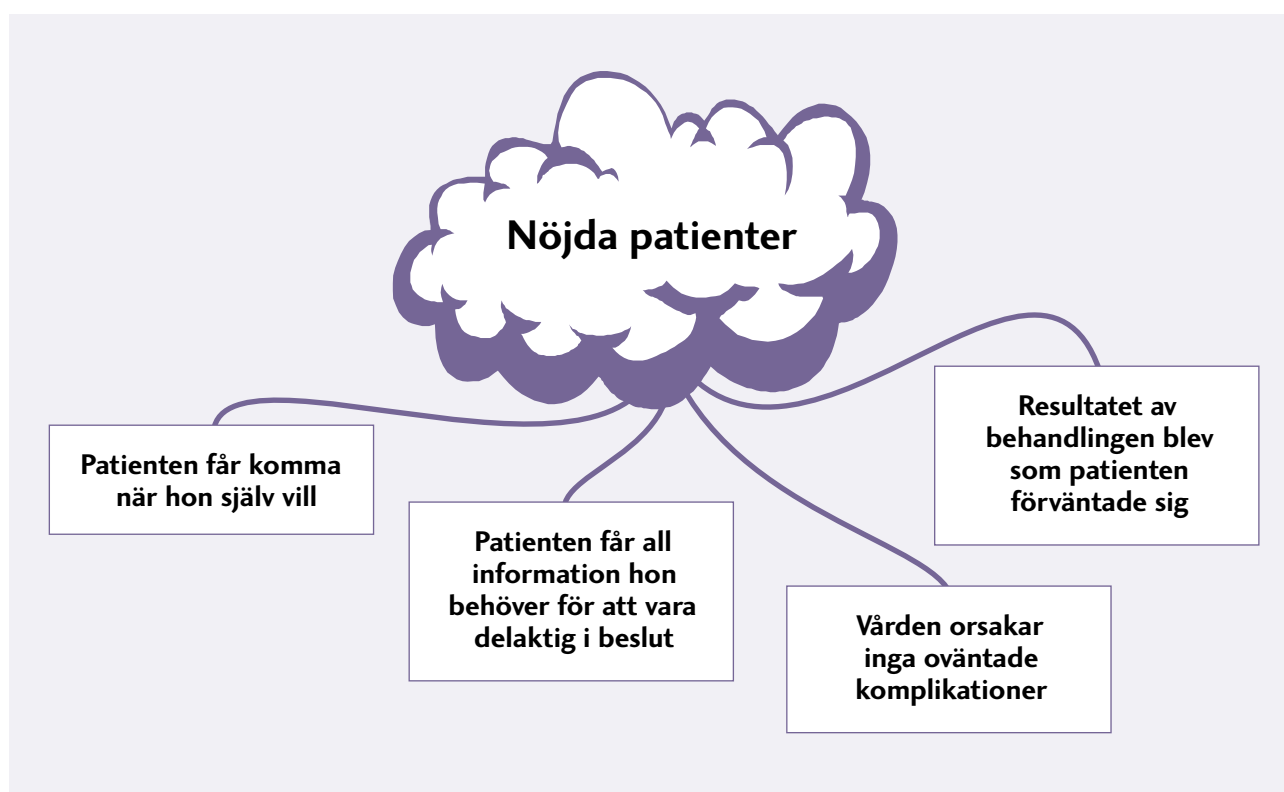 Nöjda patienter
Patienten får komma
när hon själv vill
Patienten får all
information hon
behöver för att vara
delaktig i beslut
Vården orsakar
inga oväntade
komplikationer
Resultatet av
behandlingen blev
som patienten
förväntade sig